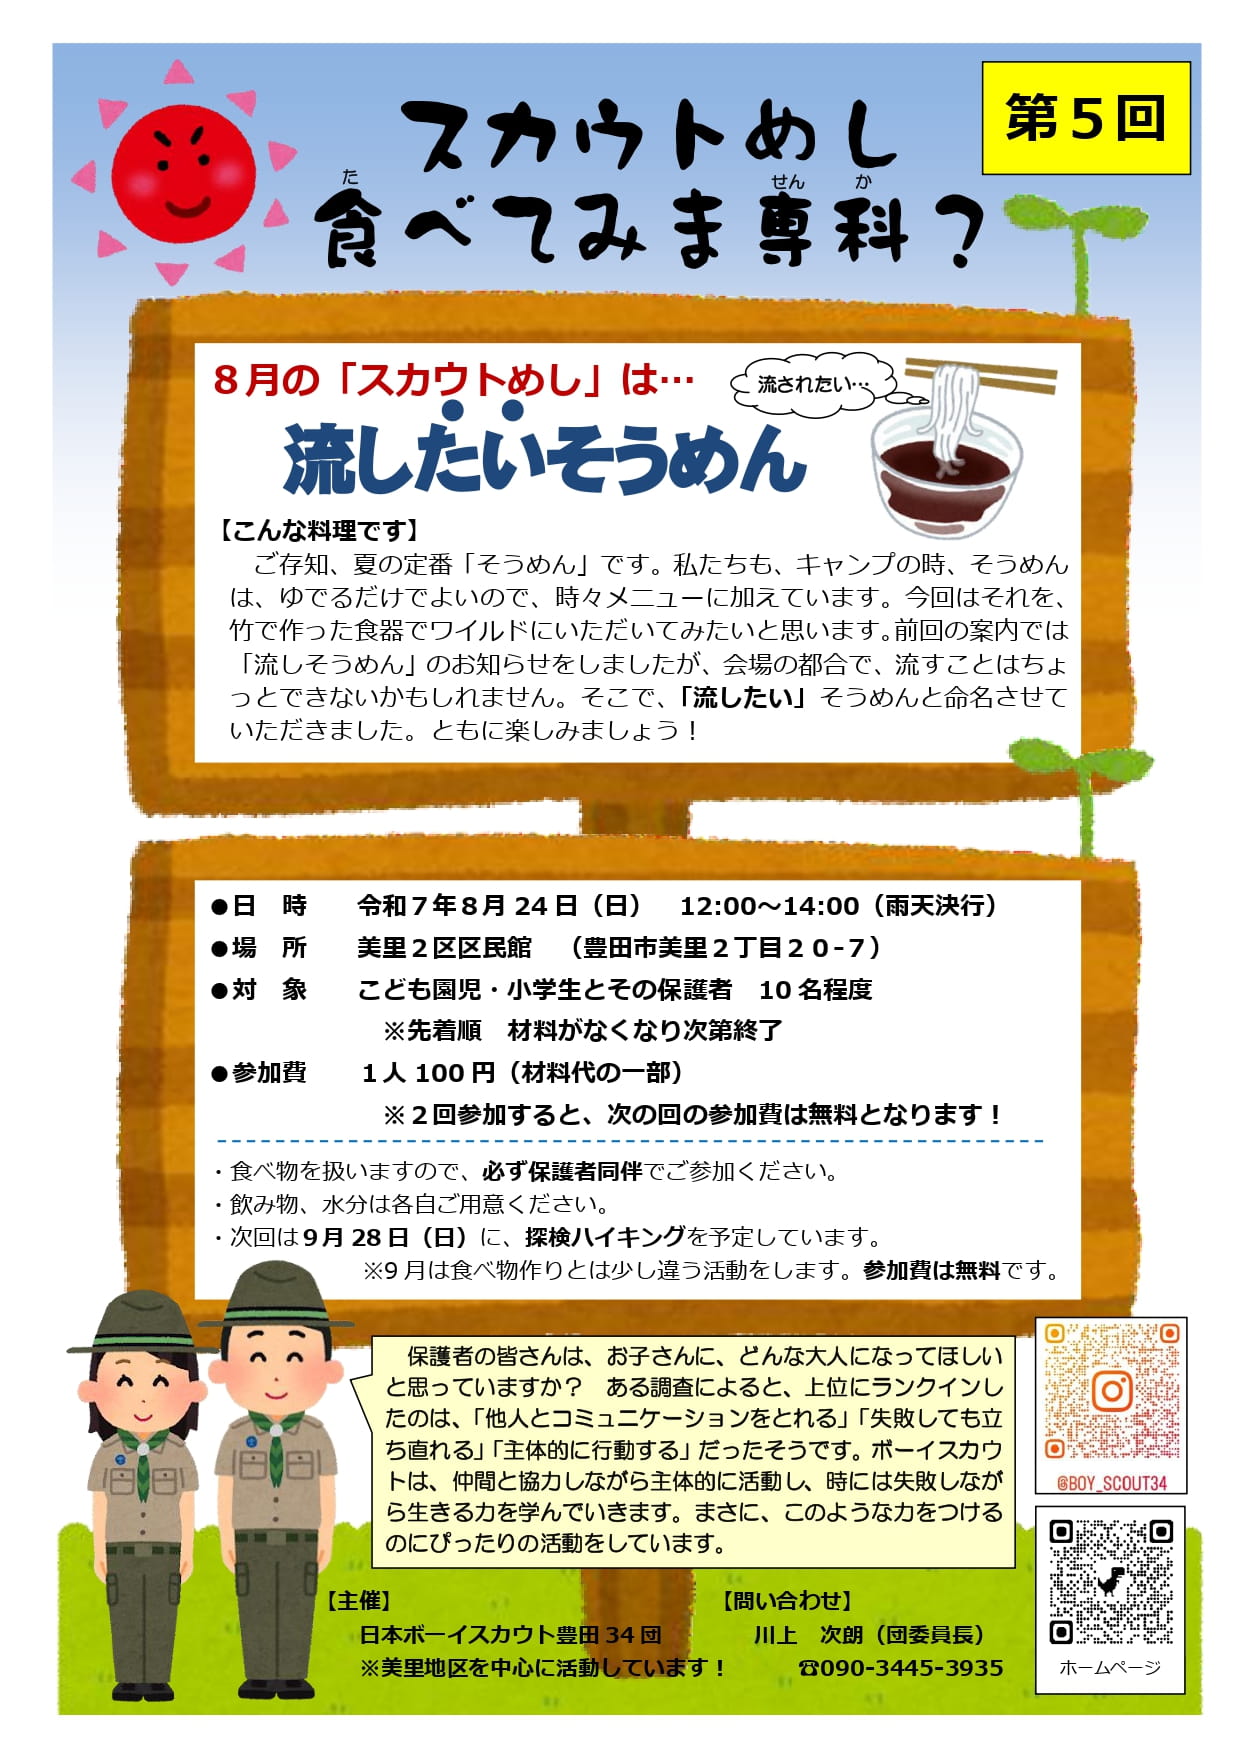 第５回
スカウトめし
食べてみま専科？
た
せん
か
８月の「スカウトめし」は…
流されたい…
流したいそうめん
【こんな料理です】
ご存知、夏の定番「そうめん」です。私たちも、キャンプの時、そうめん
は、ゆでるだけでよいので、時々メニューに加えています。今回はそれを、
竹で作った食器でワイルドにいただいてみたいと思います。前回の案内では
「流しそうめん」のお知らせをしましたが、会場の都合で、流すことはちょ
っとできないかもしれません。そこで、「流したい」そうめんと命名させて
いただきました。ともに楽しみましょう！
●日　時　　令和７年８月 24 日（日）　12:00～14:00（雨天決行）
●場　所　　美里２区区民館　（豊田市美里２丁目２０-７）
●対　象　　こども園児・小学生とその保護者　10 名程度
※先着順　材料がなくなり次第終了
●参加費　　１人 100 円（材料代の一部）
※２回参加すると、次の回の参加費は無料となります！
・食べ物を扱いますので、必ず保護者同伴でご参加ください。
・飲み物、水分は各自ご用意ください。
・次回は９月 28 日（日）に、探検ハイキングを予定しています。
※9 月は食べ物作りとは少し違う活動をします。参加費は無料です。
保護者の皆さんは、お子さんに、どんな大人になってほしい
と思っていますか？　ある調査によると、上位にランクインし
たのは、「他人とコミュニケーションをとれる」「失敗しても立
ち直れる」「主体的に行動する」だったそうです。ボーイスカウ
トは、仲間と協力しながら主体的に活動し、時には失敗しなが
ら生きる力を学んでいきます。まさに、このような力をつける
のにぴったりの活動をしています。
@BOY_SCOUT34
ホームページ
【主催】
日本ボーイスカウト豊田 34 団
※美里地区を中心に活動しています！
【問い合わせ】
川上　次朗（団委員長）
☎090-3445-3935